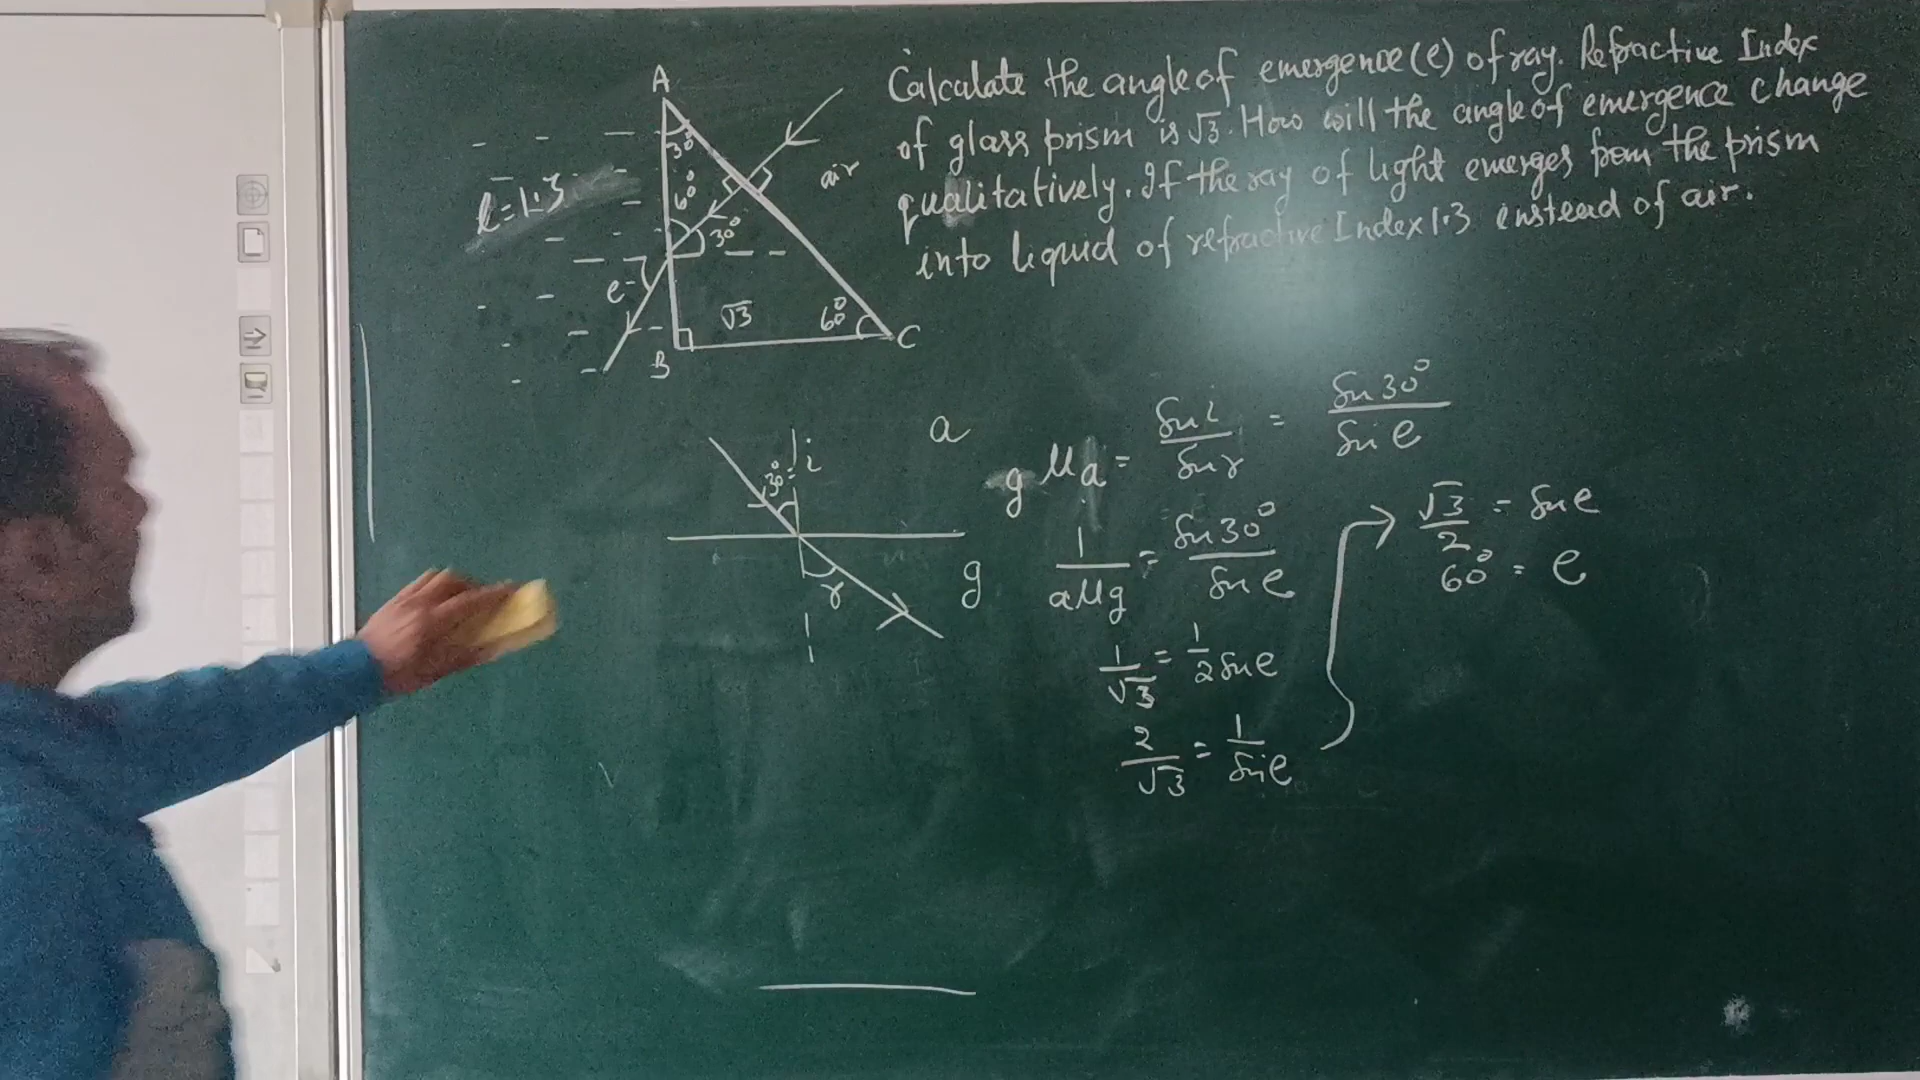 Calculate the angle of emergence (e) of ray. Refractive Index
of glass prism is √3. How will the angle of emergence change
qualitatively. If the ray of light emerges from the prism
into liquid of refractive Index 1.3 instead of air.
A
30°
60°
air
l=1.3
30°
e
√3
60°
B
C
30°
i
a
g
r
gμa = sin i / sin r = sin 30° / sin e
1 / aμg = sin 30° / sin e
1/√3 = 1/2 sin e
2/√3 = 1/sin e
√3/2 = sin e
60° = e